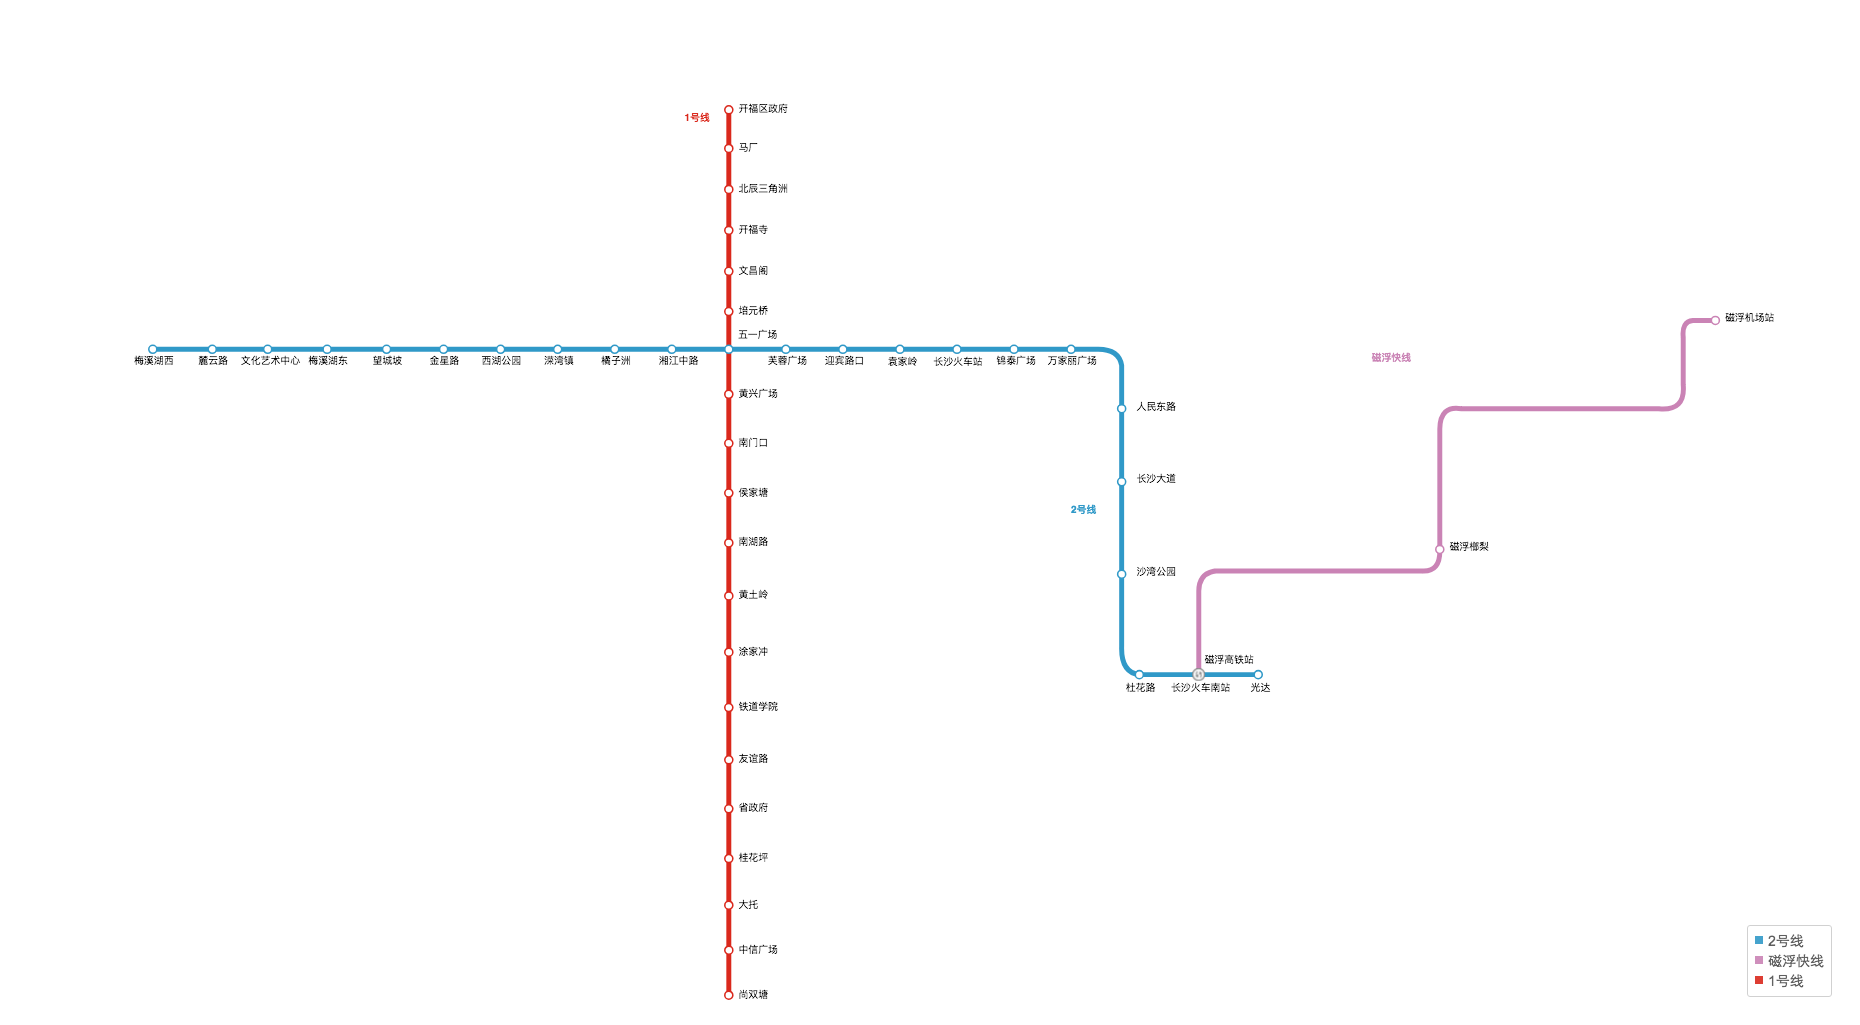 开福区政府
1号线
马厂
北辰三角洲
开福寺
文昌阁
培元桥
五一广场
梅溪湖西
麓云路
文化艺术中心
梅溪湖东
望城坡
金星路
西湖公园
溁湾镇
橘子洲
湘江中路
芙蓉广场
迎宾路口
袁家岭
长沙火车站
锦泰广场
万家丽广场
磁浮机场站
磁浮快线
黄兴广场
人民东路
南门口
长沙大道
侯家塘
2号线
南湖路
磁浮榔梨
沙湾公园
黄土岭
涂家冲
磁浮高铁站
杜花路
长沙火车南站
光达
铁道学院
友谊路
省政府
桂花坪
大托
中信广场
尚双塘
2号线
磁浮快线
1号线